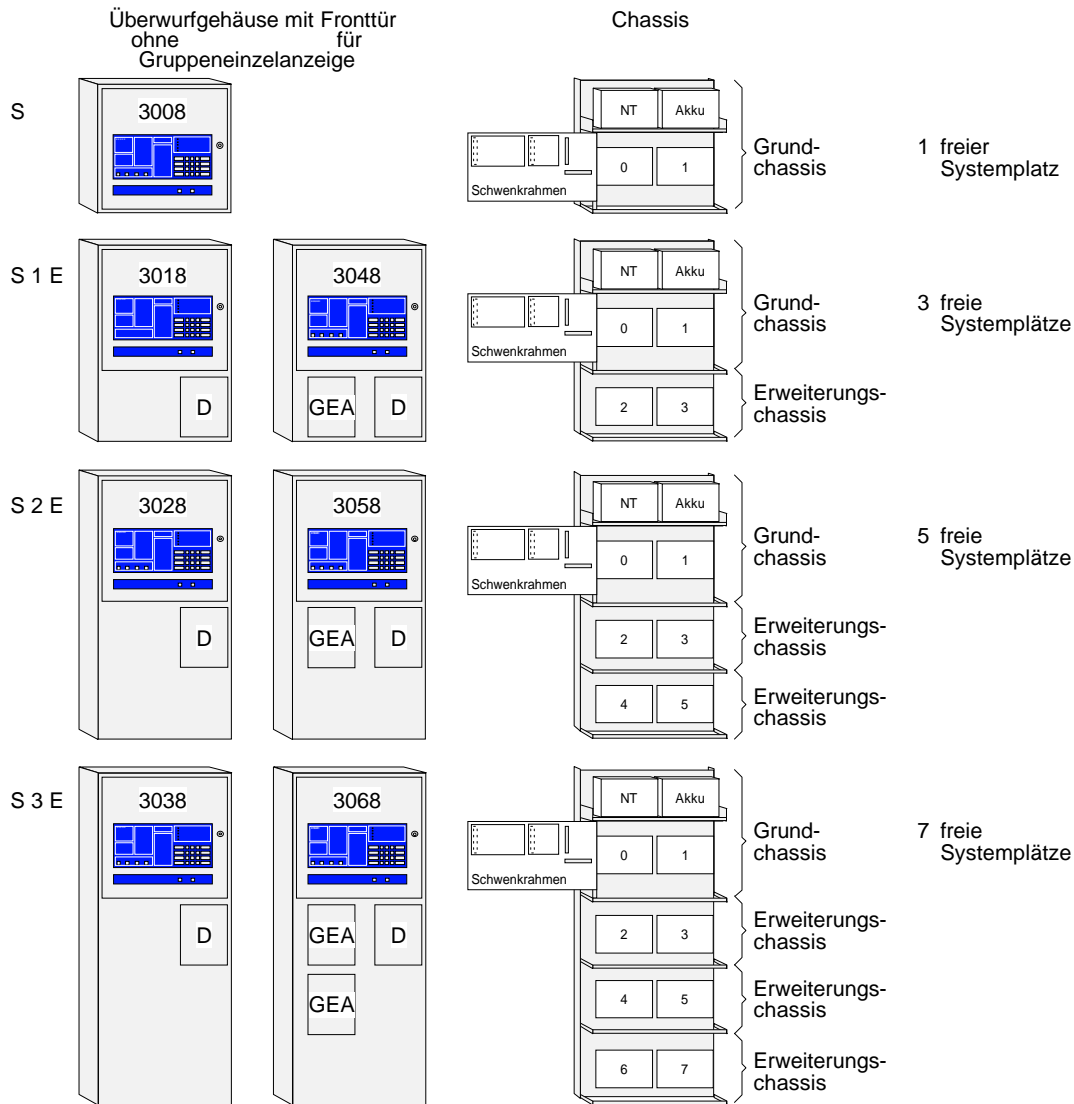 Überwurfgehäuse mit Fronttür
ohne für
Gruppeneinzelanzeige
Chassis
S
3008
NT Akku
0 1
Schwenkrahmen
Grund-
chassis
1 freier
Systemplatz
S 1 E
3018
D
3048
GEA D
NT Akku
0 1
Schwenkrahmen
2 3
Grund-
chassis
Erweiterungs-
chassis
3 freie
Systemplätze
S 2 E
3028
D
3058
GEA D
NT Akku
0 1
Schwenkrahmen
2 3
4 5
Grund-
chassis
Erweiterungs-
chassis
Erweiterungs-
chassis
5 freie
Systemplätze
S 3 E
3038
D
3068
GEA D
GEA
NT Akku
0 1
Schwenkrahmen
2 3
4 5
6 7
Grund-
chassis
Erweiterungs-
chassis
Erweiterungs-
chassis
Erweiterungs-
chassis
7 freie
Systemplätze